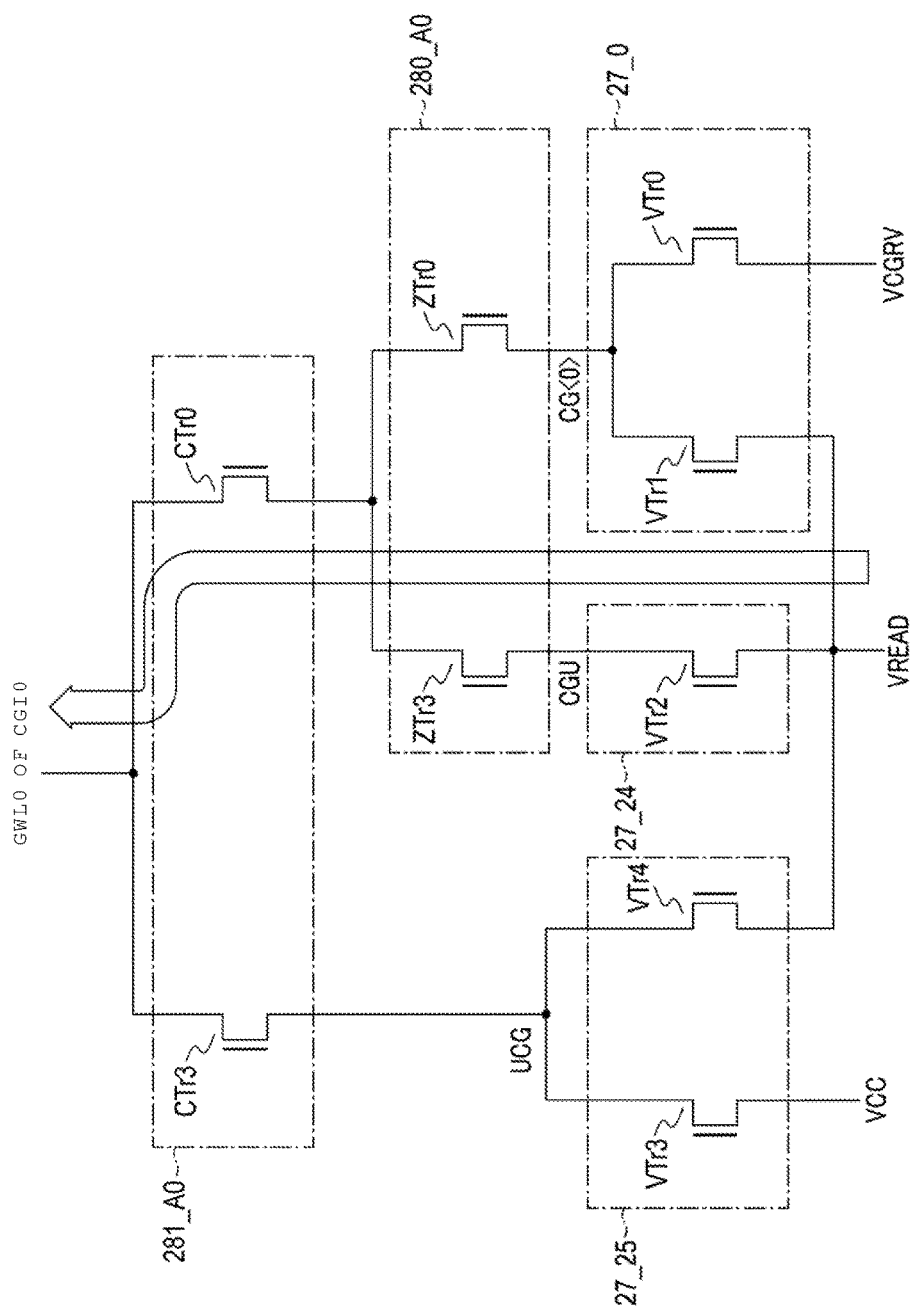 GWL0 OF CGI0
281_A0
CTr3
CTr0
280_A0
ZTr3
ZTr0
UCG
CGU
CG<0>
27_25
VTr3
VTr4
27_24
VTr2
VTr1
VTr0
27_0
VCC
VREAD
VCGRV